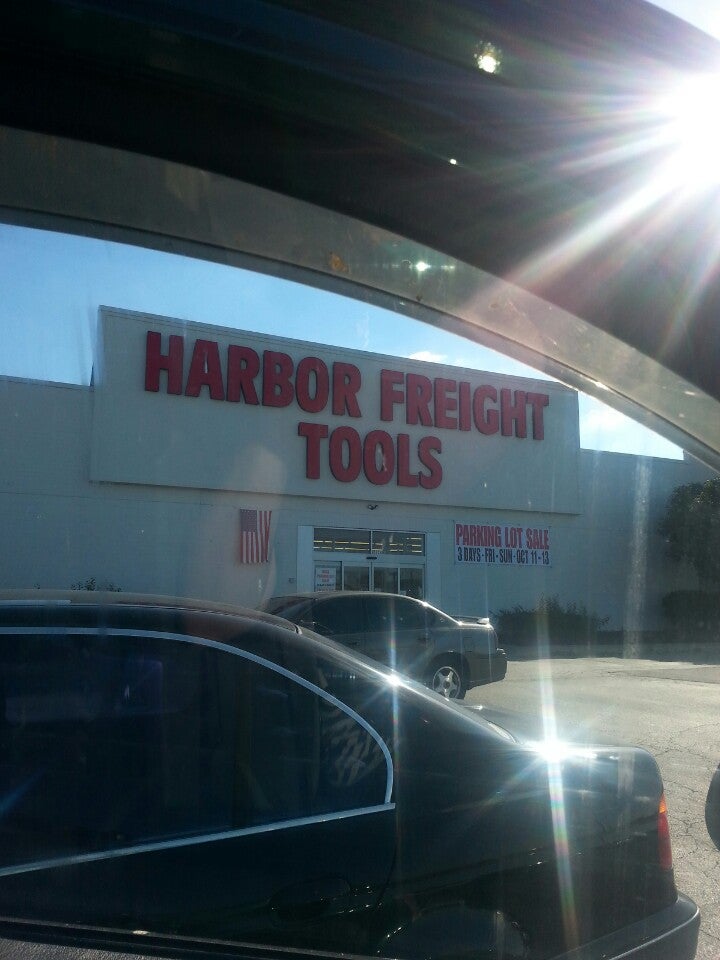 HARBOR FREIGHT
TOOLS
PARKING LOT SALE
3 DAYS-FRI-SUN-OCT 11-13